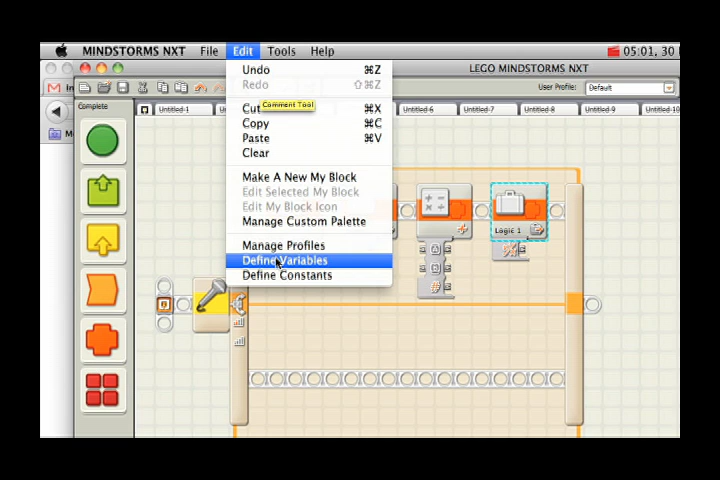 MINDSTORMS NXT File Edit Tools Help 05:01, 30
LEGO MINDSTORMS NXT
User Profile: Default
Complete
Untitled-1 Untitled-6 Untitled-7 Untitled-8 Untitled-9 Untitled-10
Undo ⌘Z
Redo ⇧⌘Z
Comment Tool
Cut ⌘X
Copy ⌘C
Paste ⌘V
Clear
Make A New My Block
Edit Selected My Block
Edit My Block Icon
Manage Custom Palette
Manage Profiles
Define Variables
Define Constants
Logic 1